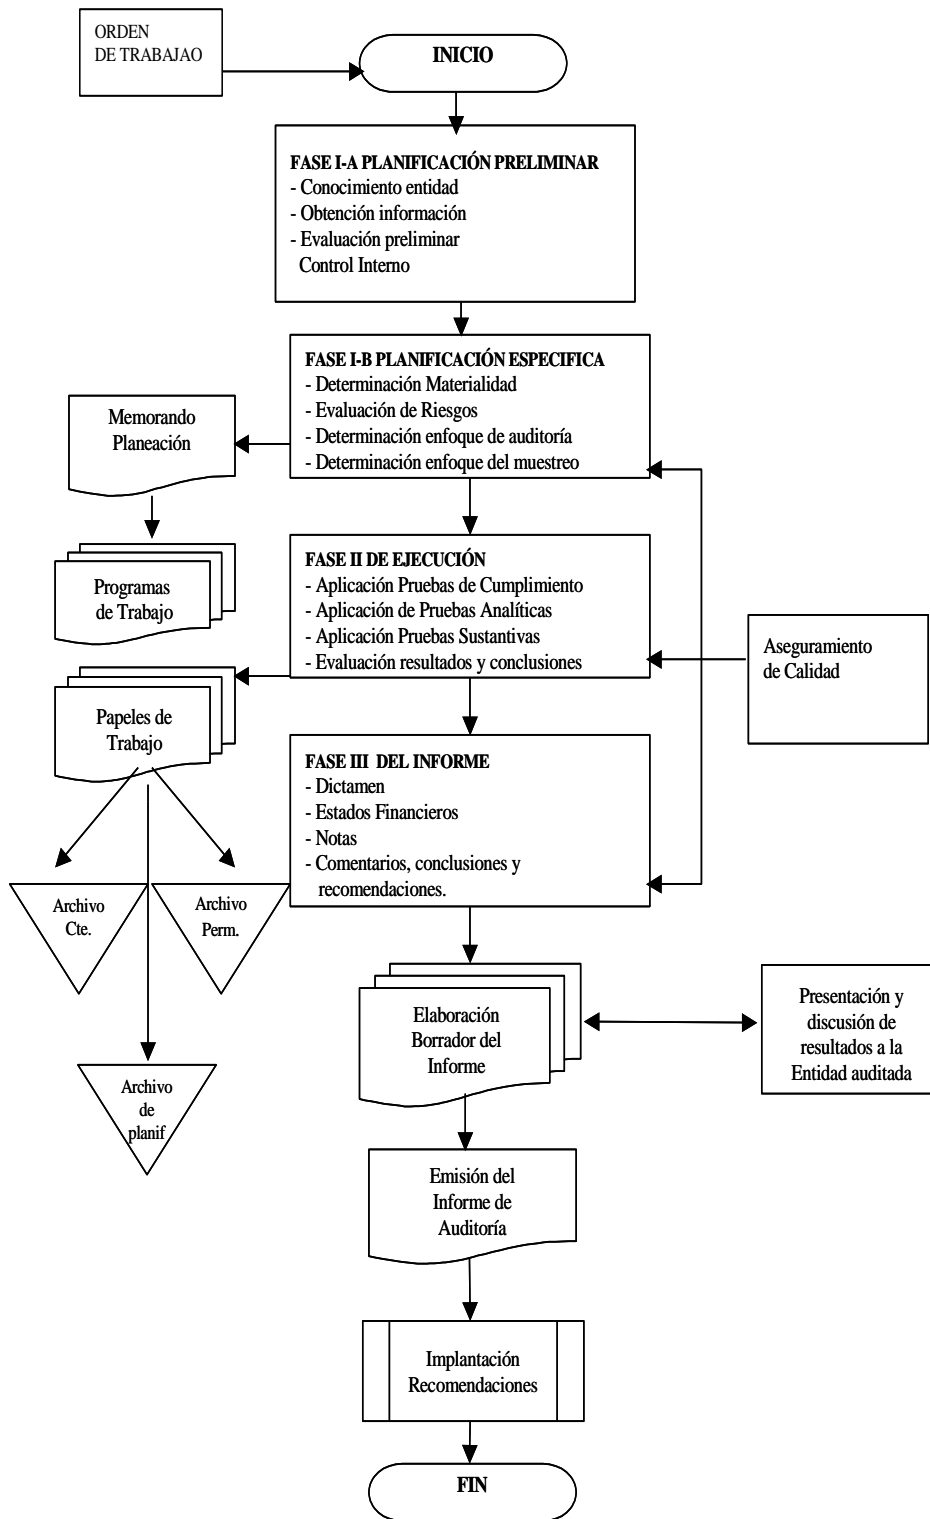 ORDEN
DE TRABAJAO
INICIO
FASE I-A PLANIFICACIÓN PRELIMINAR
- Conocimiento entidad
- Obtención información
- Evaluación preliminar
Control Interno
FASE I-B PLANIFICACIÓN ESPECIFICA
- Determinación Materialidad
- Evaluación de Riesgos
- Determinación enfoque de auditoría
- Determinación enfoque del muestreo
Memorando
Planeación
Programas
de Trabajo
FASE II DE EJECUCIÓN
- Aplicación Pruebas de Cumplimiento
- Aplicación de Pruebas Analíticas
- Aplicación Pruebas Sustantivas
- Evaluación resultados y conclusiones
Aseguramiento
de Calidad
Papeles de
Trabajo
FASE III DEL INFORME
- Dictamen
- Estados Financieros
- Notas
- Comentarios, conclusiones y
recomendaciones.
Archivo
Cte.
Archivo
Perm.
Archivo
de
planif
Elaboración
Borrador del
Informe
Presentación y
discusión de
resultados a la
Entidad auditada
Emisión del
Informe de
Auditoría
Implantación
Recomendaciones
FIN